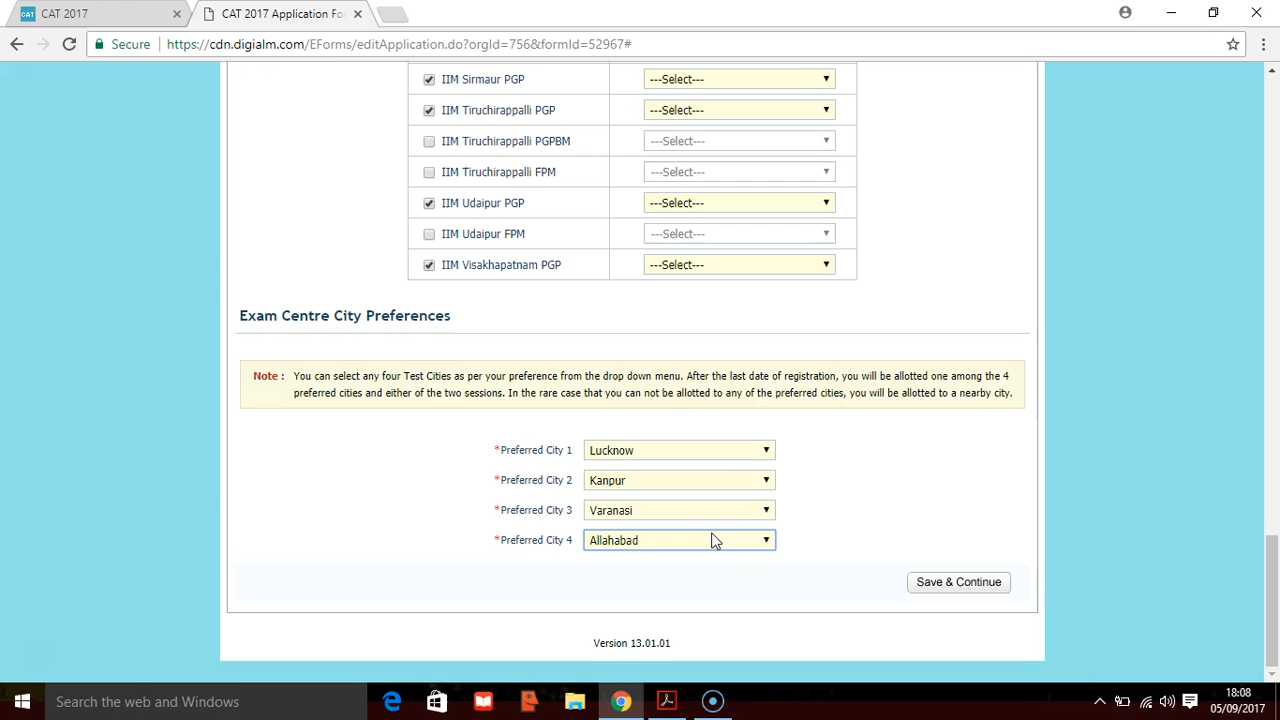 CAT 2017
CAT 2017 Application Fo
Secure
https://cdn.digialm.com/EForms/editApplication.do?orgId=756&formId=52967#
IIM Sirmaur PGP ---Select---
IIM Tiruchirappalli PGP ---Select---
IIM Tiruchirappalli PGPBM ---Select---
IIM Tiruchirappalli FPM ---Select---
IIM Udaipur PGP ---Select---
IIM Udaipur FPM ---Select---
IIM Visakhapatnam PGP ---Select---
Exam Centre City Preferences
Note : You can select any four Test Cities as per your preference from the drop down menu. After the last date of registration, you will be allotted one among the 4
preferred cities and either of the two sessions. In the rare case that you can not be allotted to any of the preferred cities, you will be allotted to a nearby city.
*Preferred City 1 Lucknow
*Preferred City 2 Kanpur
*Preferred City 3 Varanasi
*Preferred City 4 Allahabad
Save & Continue
Version 13.01.01
Search the web and Windows
18:08
05/09/2017